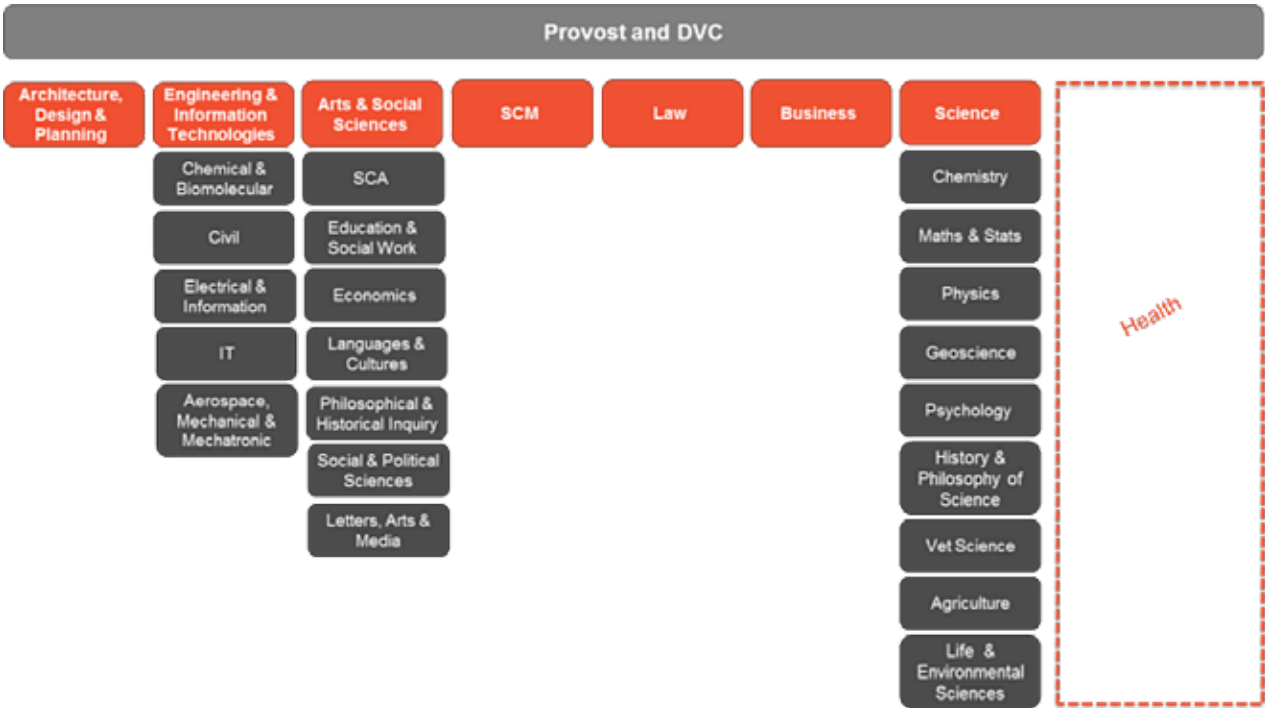 Provost and DVC
Architecture,
Design &
Planning
Engineering &
Information
Technologies
Arts & Social
Sciences
SCM
Law
Business
Science
Chemical &
Biomolecular
Civil
Electrical &
Information
IT
Aerospace,
Mechanical &
Mechatronic
SCA
Education &
Social Work
Economics
Languages &
Cultures
Philosophical &
Historical Inquiry
Social & Political
Sciences
Letters, Arts &
Media
Chemistry
Maths & Stats
Physics
Geoscience
Psychology
History &
Philosophy of
Science
Vet Science
Agriculture
Life &
Environmental
Sciences
Health